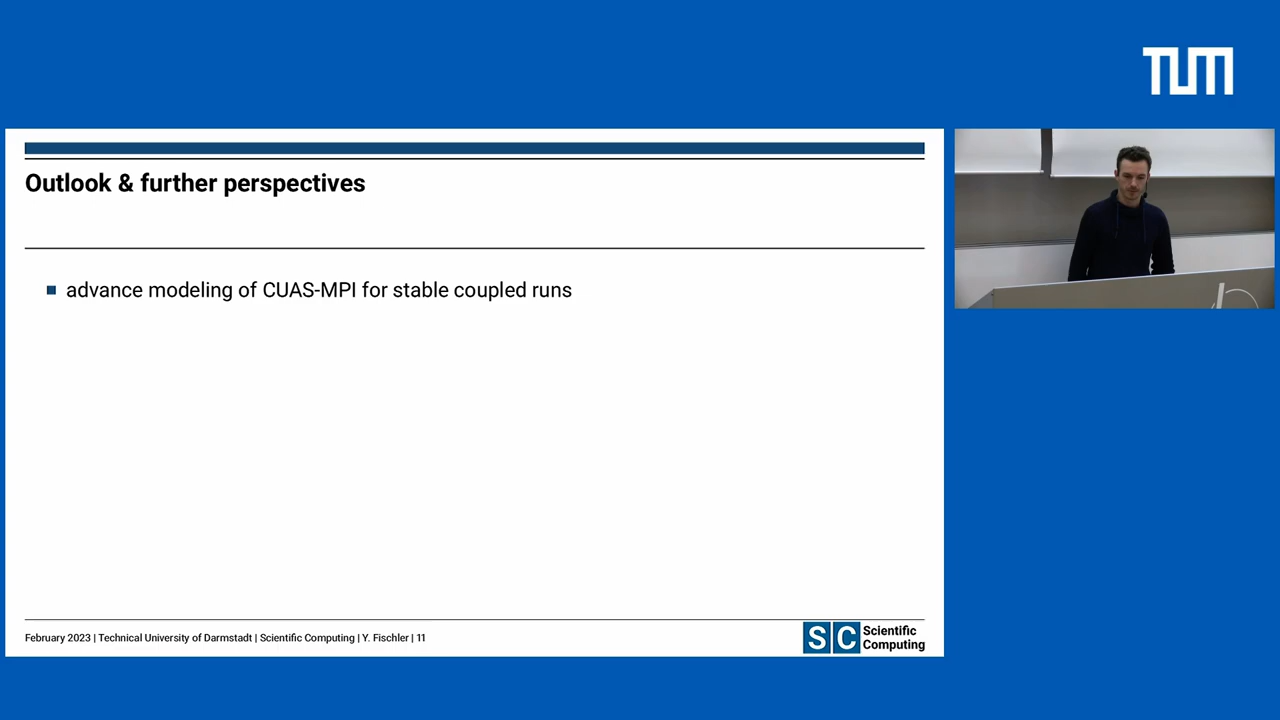 TUM
Outlook & further perspectives
advance modeling of CUAS-MPI for stable coupled runs
February 2023 | Technical University of Darmstadt | Scientific Computing | Y. Fischler | 11
SC Scientific
Computing